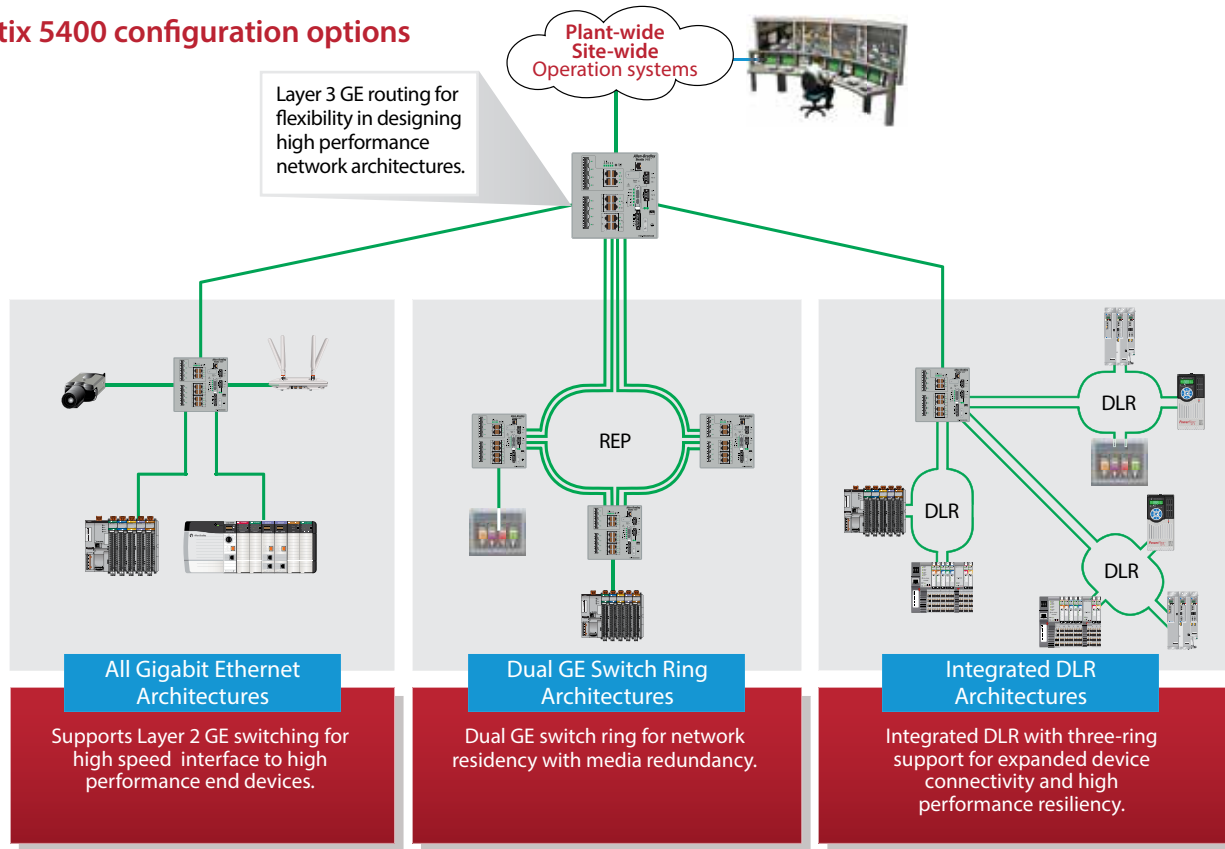 tix 5400 configuration options
Plant-wide
Site-wide
Operation systems
Layer 3 GE routing for
flexibility in designing
high performance
network architectures.
REP
DLR
DLR
DLR
All Gigabit Ethernet
Architectures
Supports Layer 2 GE switching for
high speed interface to high
performance end devices.
Dual GE Switch Ring
Architectures
Dual GE switch ring for network
residency with media redundancy.
Integrated DLR
Architectures
Integrated DLR with three-ring
support for expanded device
connectivity and high
performance resiliency.